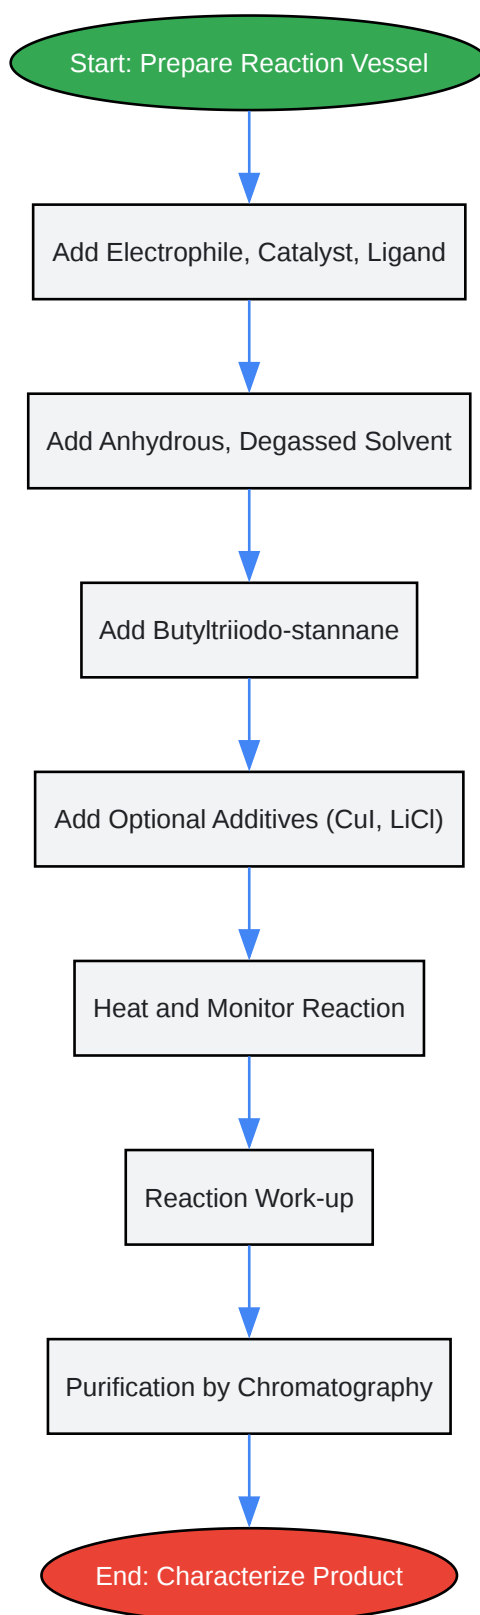 Start: Prepare Reaction Vessel
Add Electrophile, Catalyst, Ligand
Add Anhydrous, Degassed Solvent
Add Butyltriiodo-stannane
Add Optional Additives (CuI, LiCl)
Heat and Monitor Reaction
Reaction Work-up
Purification by Chromatography
End: Characterize Product